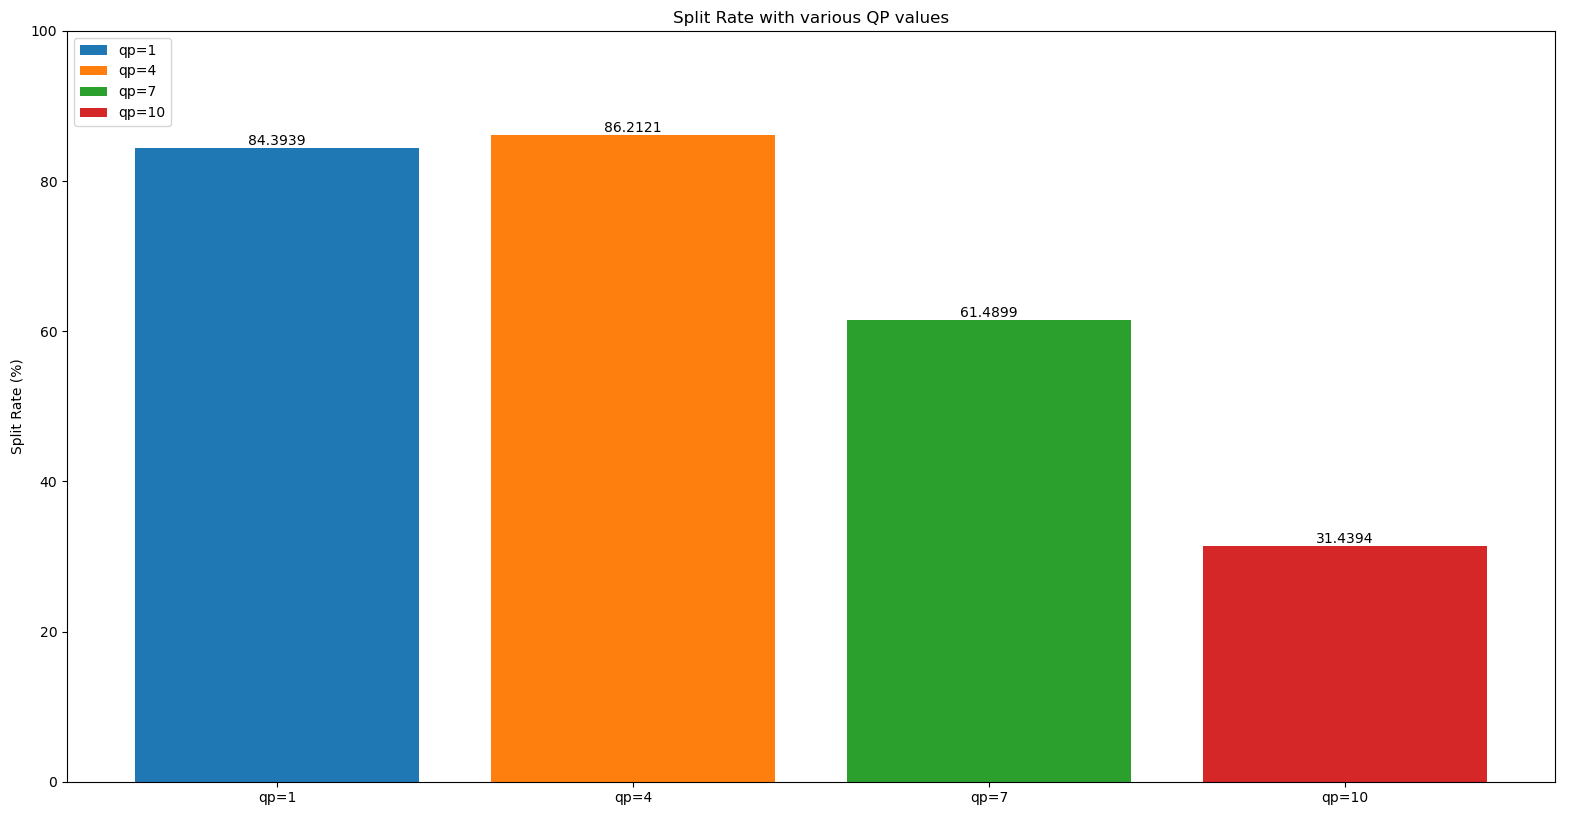 Split Rate with various QP values
100
80
60
40
20
0
Split Rate (%)
qp=1
qp=4
qp=7
qp=10
84.3939
86.2121
61.4899
31.4394
qp=1
qp=4
qp=7
qp=10